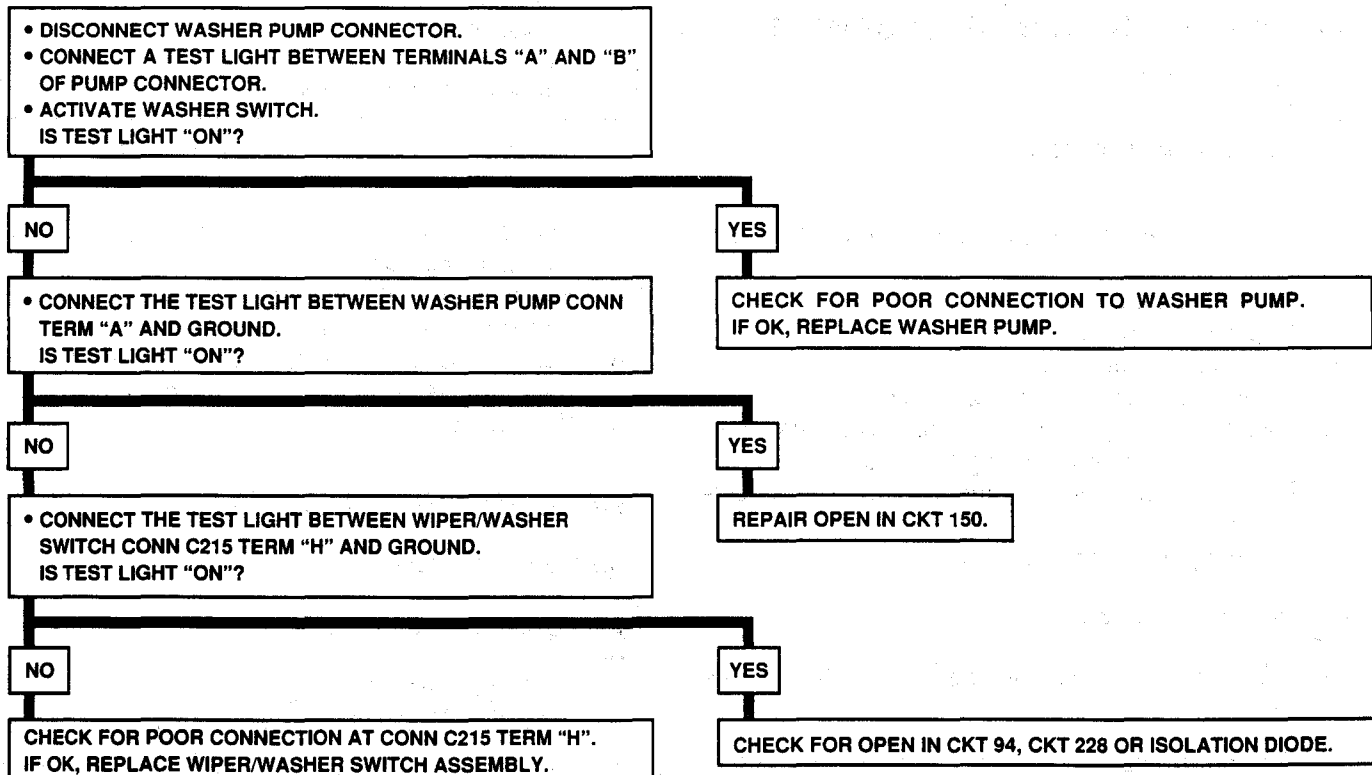 • DISCONNECT WASHER PUMP CONNECTOR.
• CONNECT A TEST LIGHT BETWEEN TERMINALS “A” AND “B”
OF PUMP CONNECTOR.
• ACTIVATE WASHER SWITCH.
IS TEST LIGHT “ON”?
NO
YES
• CONNECT THE TEST LIGHT BETWEEN WASHER PUMP CONN
TERM “A” AND GROUND.
IS TEST LIGHT “ON”?
CHECK FOR POOR CONNECTION TO WASHER PUMP.
IF OK, REPLACE WASHER PUMP.
NO
YES
• CONNECT THE TEST LIGHT BETWEEN WIPER/WASHER
SWITCH CONN C215 TERM “H” AND GROUND.
IS TEST LIGHT “ON”?
REPAIR OPEN IN CKT 150.
NO
YES
CHECK FOR POOR CONNECTION AT CONN C215 TERM “H”.
IF OK, REPLACE WIPER/WASHER SWITCH ASSEMBLY.
CHECK FOR OPEN IN CKT 94, CKT 228 OR ISOLATION DIODE.